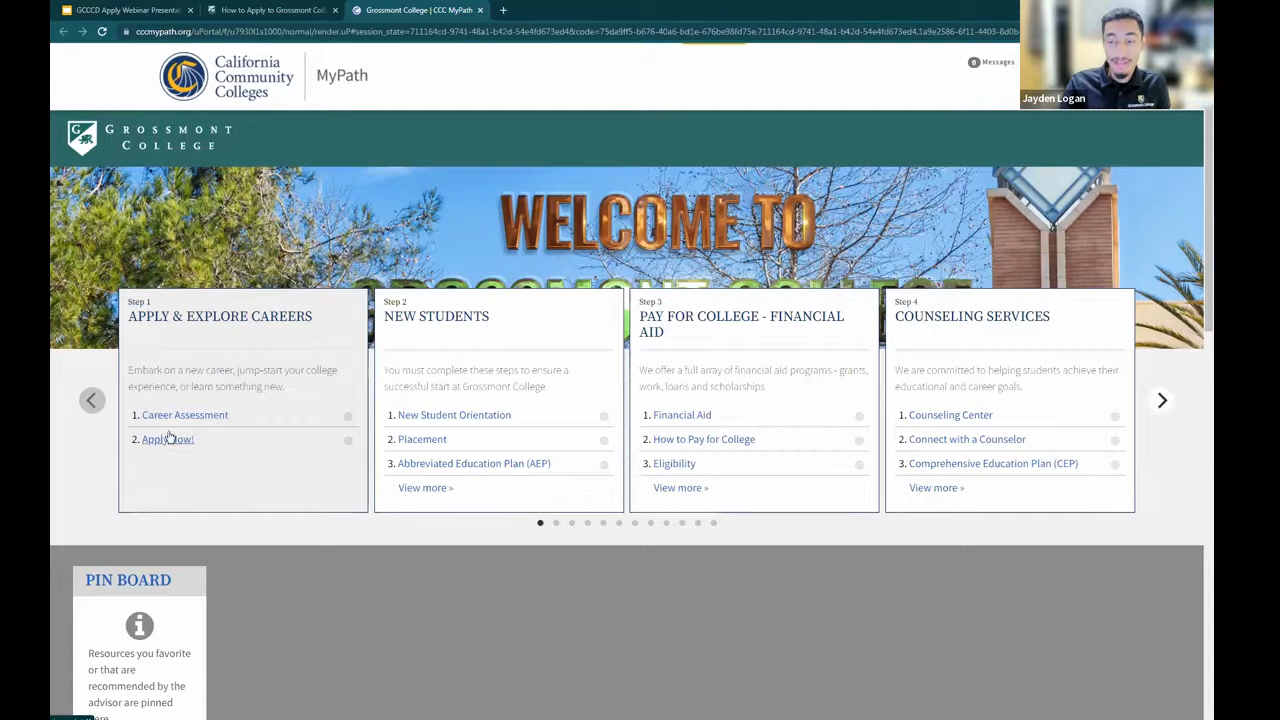 GCCCD Apply Webinar Presentat
How to Apply to Grossmont Col
Grossmont College | CCC MyPath
California
Community
Colleges
MyPath
0 Messages
Jayden Logan
GROSSMONT
COLLEGE
WELCOME TO
Step 1
APPLY & EXPLORE CAREERS
Embark on a new career, jump-start your college
experience, or learn something new.
1. Career Assessment
2. Apply Now!
Step 2
NEW STUDENTS
You must complete these steps to ensure a
successful start at Grossmont College
1. New Student Orientation
2. Placement
3. Abbreviated Education Plan (AEP)
View more »
Step 3
PAY FOR COLLEGE - FINANCIAL
AID
We offer a full array of financial aid programs - grants,
work, loans and scholarships
1. Financial Aid
2. How to Pay for College
3. Eligibility
View more »
Step 4
COUNSELING SERVICES
We are committed to helping students achieve their
educational and career goals.
1. Counseling Center
2. Connect with a Counselor
3. Comprehensive Education Plan (CEP)
View more »
PIN BOARD
Resources you favorite
or that are
recommended by the
advisor are pinned
here